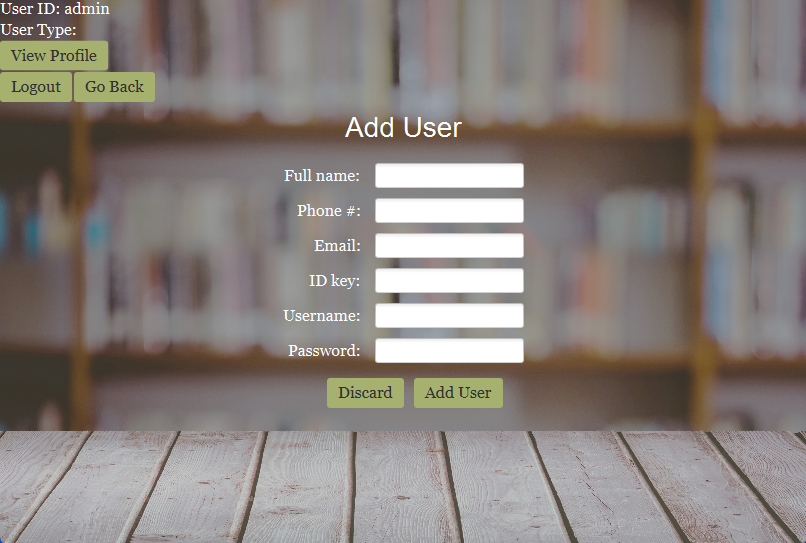 User ID: admin
User Type:
View Profile
Logout Go Back
Add User
Full name:
Phone #:
Email:
ID key:
Username:
Password:
Discard Add User